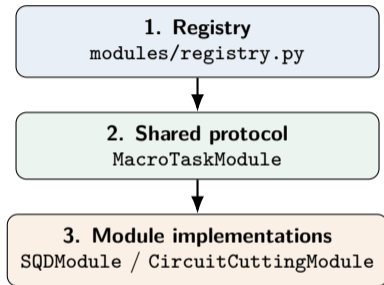 1. Registry
modules/registry.py
2. Shared protocol
MacroTaskModule
3. Module implementations
SQDModule / CircuitCuttingModule